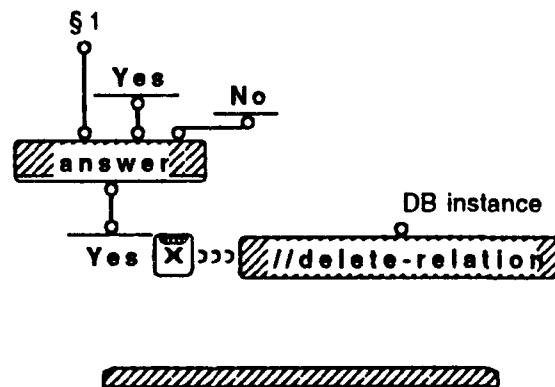 § 1
Yes
No
answer
DB instance
Yes
//delete-relation